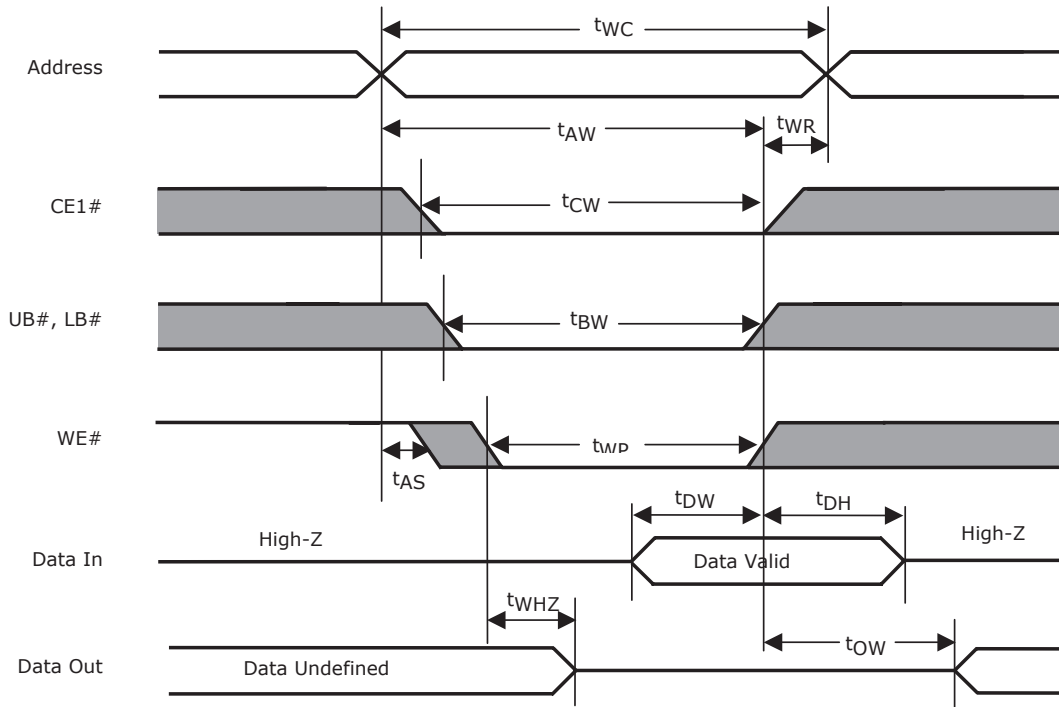 tWC
Address
tAW
tWR
CE1#
tCW
UB#, LB#
tBW
WE#
tWP
tAS
tDW
tDH
High-Z
High-Z
Data In
Data Valid
tWHZ
tOW
Data Out
Data Undefined